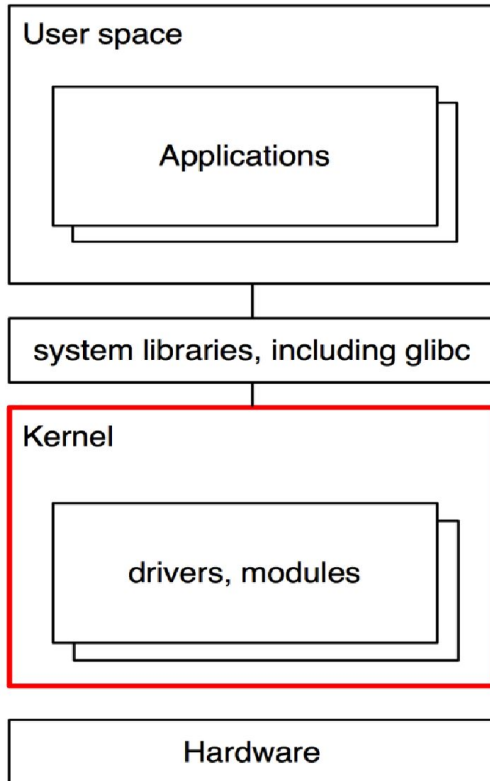 User space
Applications
system libraries, including glibc
Kernel
drivers, modules
Hardware